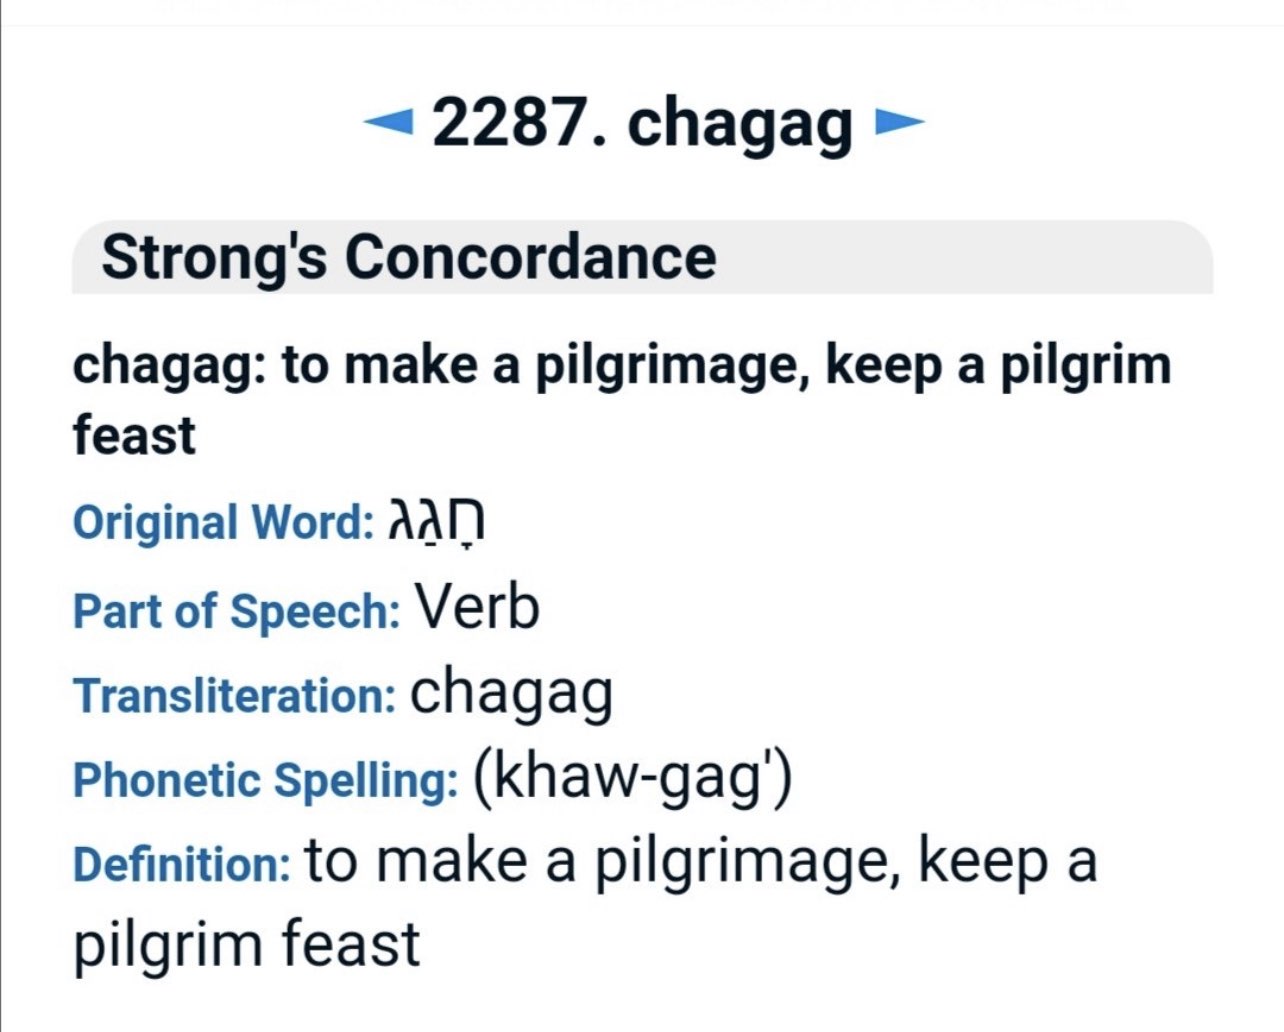 ◄ 2287. chagag ►
Strong's Concordance
chagag: to make a pilgrimage, keep a pilgrim
feast
Original Word: חָגַג
Part of Speech: Verb
Transliteration: chagag
Phonetic Spelling: (khaw-gag')
Definition: to make a pilgrimage, keep a
pilgrim feast